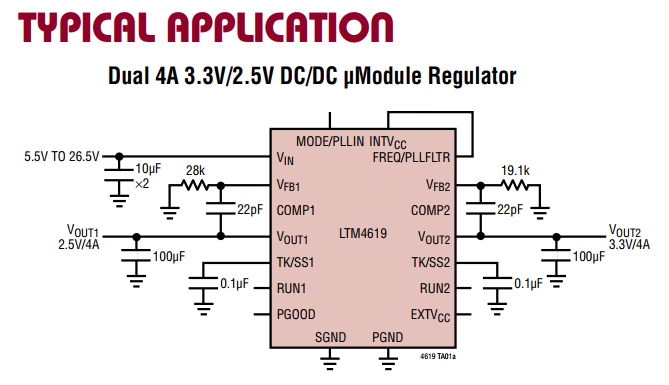 TYPICAL APPLICATION
Dual 4A 3.3V/2.5V DC/DC µModule Regulator
MODE/PLLIN INTVCC
5.5V TO 26.5V
VIN
FREQ/PLLFLTR
10µF
×2
28k
19.1k
VFB1
VFB2
22pF
COMP1
COMP2
22pF
VOUT1
2.5V/4A
VOUT1
LTM4619
VOUT2
VOUT2
3.3V/4A
100µF
TK/SS1
TK/SS2
100µF
0.1µF
RUN1
RUN2
0.1µF
PGOOD
EXTVCC
SGND
PGND
4619 TA01a